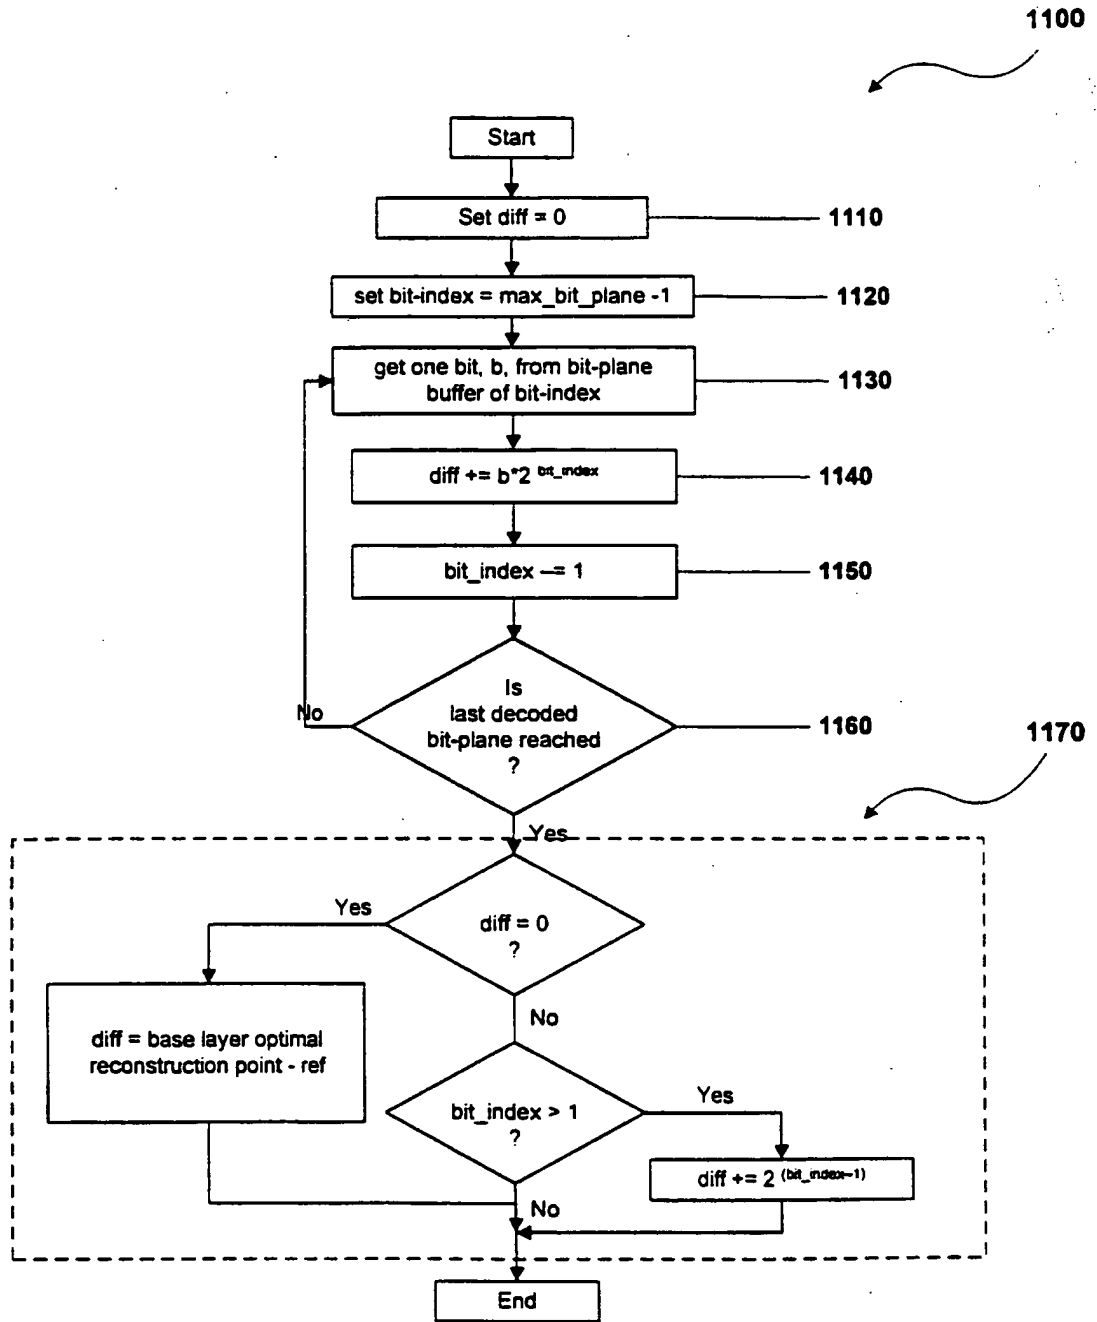 1100
Start
Set diff = 0
1110
set bit-index = max_bit_plane -1
1120
get one bit, b, from bit-plane
buffer of bit-index
1130
diff += b*2 bit_index
1140
bit_index -= 1
1150
Is
last decoded
bit-plane reached
?
No
1160
1170
Yes
diff = 0
?
Yes
No
diff = base layer optimal
reconstruction point - ref
bit_index > 1
?
Yes
diff += 2 (bit_index-1)
No
End